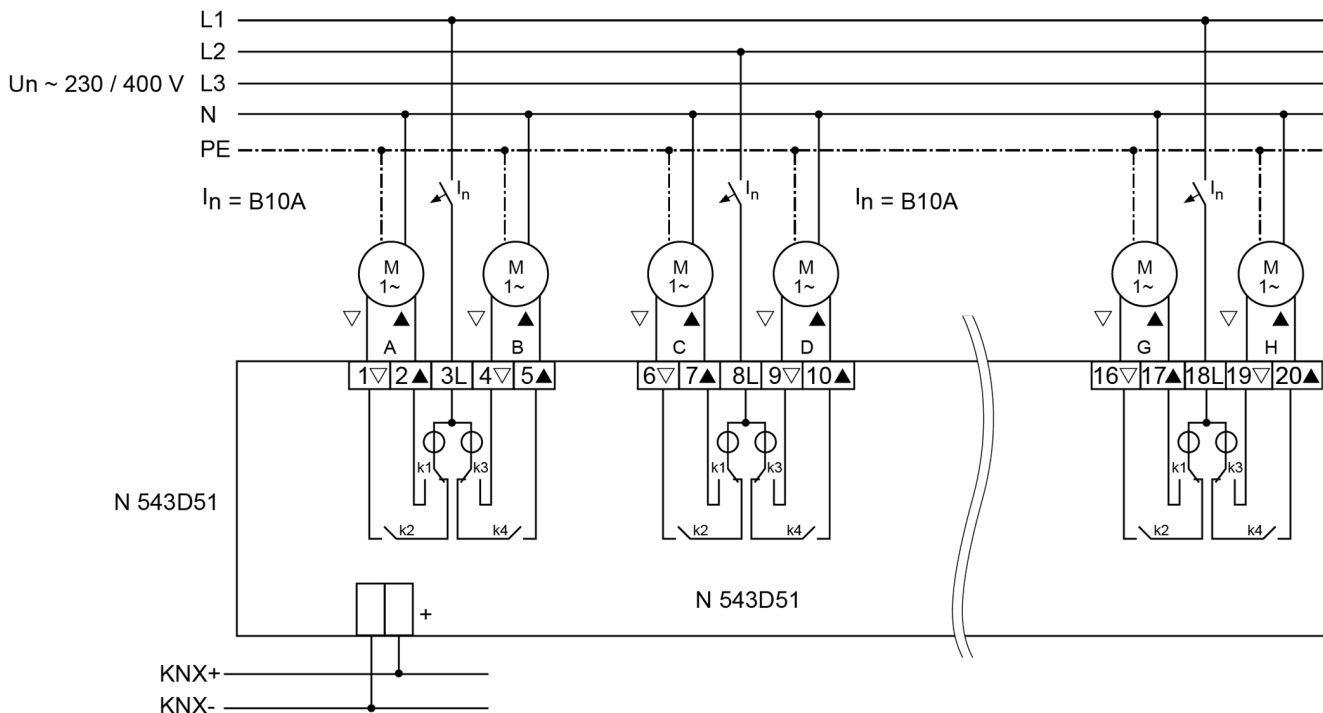 L1
L2
Un ~ 230 / 400 V L3
N
PE
In = B10A In In = B10A In In
M 1~ M 1~ M 1~ M 1~ M 1~ M 1~
▽ ▲ ▽ ▲ ▽ ▲ ▽ ▲ ▽ ▲ ▽ ▲
A B C D G H
1▽ 2▲ 3L 4▽ 5▲ 6▽ 7▲ 8L 9▽ 10▲ 16▽ 17▲ 18L 19▽ 20▲
k1 k3 k1 k3 k1 k3
N 543D51
k2 k4 k2 k4 k2 k4
N 543D51
+
KNX+
KNX-